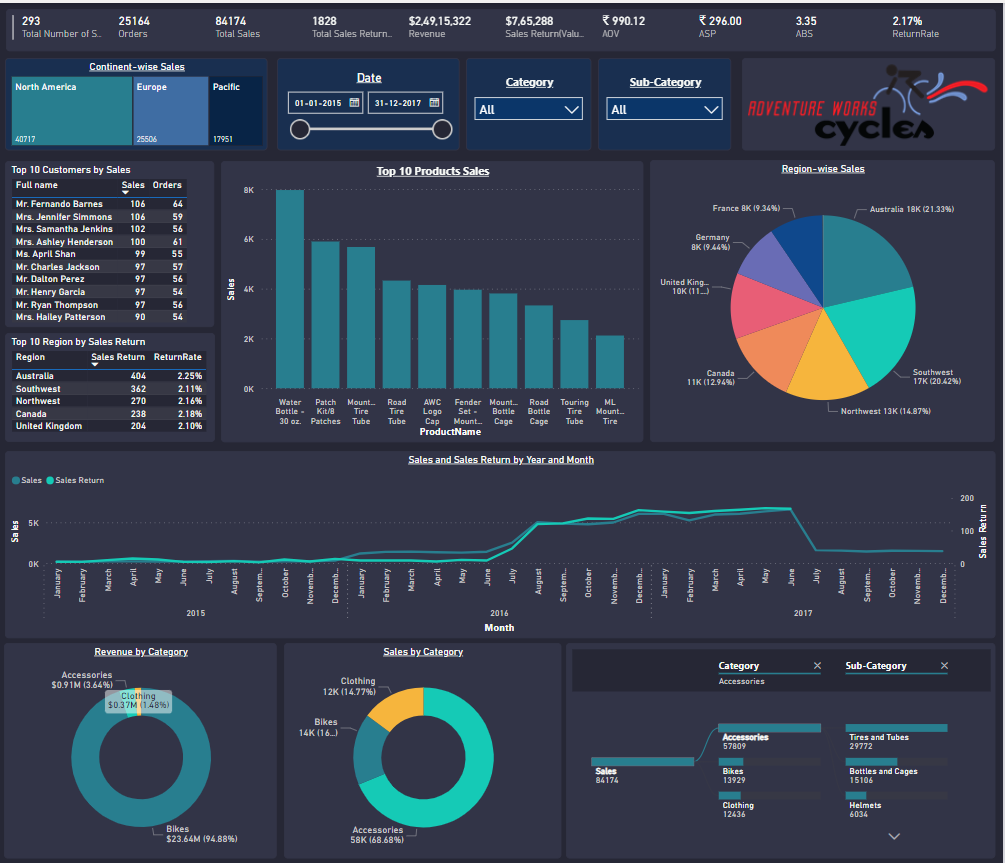 293
Total Number of S..
25164
Orders
84174
Total Sales
1828
Total Sales Return...
$2,49,15,322
Revenue
$7,65,288
Sales Return(Valu...
₹ 990.12
AOV
₹ 296.00
ASP
3.35
ABS
2.17%
ReturnRate
Continent-wise Sales
North America
40717
Europe
25506
Pacific
17951
Date
01-01-2015
31-12-2017
Category
All
Sub-Category
All
ADVENTURE WORKS
cycles
Top 10 Customers by Sales
Full name Sales Orders
Mr. Fernando Barnes 106 64
Mrs. Jennifer Simmons 106 59
Mrs. Samantha Jenkins 102 56
Mrs. Ashley Henderson 100 61
Ms. April Shan 99 55
Mr. Charles Jackson 97 57
Mr. Dalton Perez 97 56
Mr. Henry Garcia 97 54
Mr. Ryan Thompson 97 56
Mrs. Hailey Patterson 90 54
Top 10 Region by Sales Return
Region Sales Return ReturnRate
Australia 404 2.25%
Southwest 362 2.11%
Northwest 270 2.16%
Canada 238 2.18%
United Kingdom 204 2.10%
Top 10 Products Sales
Sales
8K
6K
4K
2K
0K
Water Bottle - 30 oz.
Patch Kit/8 Patches
Mount... Tire Tube
Road Tire Tube
AWC Logo Cap
Fender Set - Mount...
Mount... Bottle Cage
Road Bottle Cage
Touring Tire Tube
ML Mount... Tire
ProductName
Region-wise Sales
France 8K (9.34%)
Australia 18K (21.33%)
Germany
8K (9.44%)
United King...
10K (11...)
Canada
11K (12.94%)
Southwest
17K (20.42%)
Northwest 13K (14.87%)
Sales and Sales Return by Year and Month
Sales Sales Return
Sales
5K
0K
Sales Return
200
100
0
January February March April May June July August Septem... October Novemb... Decemb...
January February March April May June July August Septem... October Novemb... Decemb...
January February March April May June July August Septem... October Novemb... Decemb...
2015 2016 2017
Month
Revenue by Category
Accessories
$0.91M (3.64%)
Clothing
$0.37M (1.48%)
Bikes
$23.64M (94.88%)
Sales by Category
Clothing
12K (14.77%)
Bikes
14K (16...)
Accessories
58K (68.68%)
Category
Accessories
Sub-Category
Sales
84174
Accessories
57809
Bikes
13929
Clothing
12436
Tires and Tubes
29772
Bottles and Cages
15106
Helmets
6034